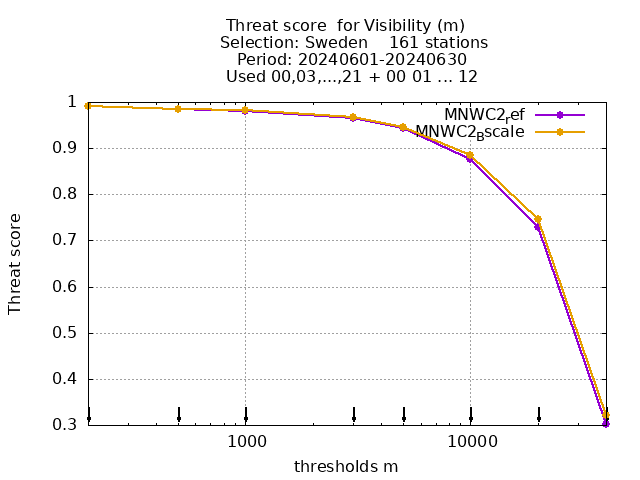 Threat score  for Visibility (m)
Selection: Sweden    161 stations
Period: 20240601-20240630
Used 00,03,...,21 + 00 01 ... 12
1
0.9
0.8
0.7
0.6
0.5
0.4
0.3
Threat score
MNWC2ref
MNWC2Bscale
1000
10000
thresholds m